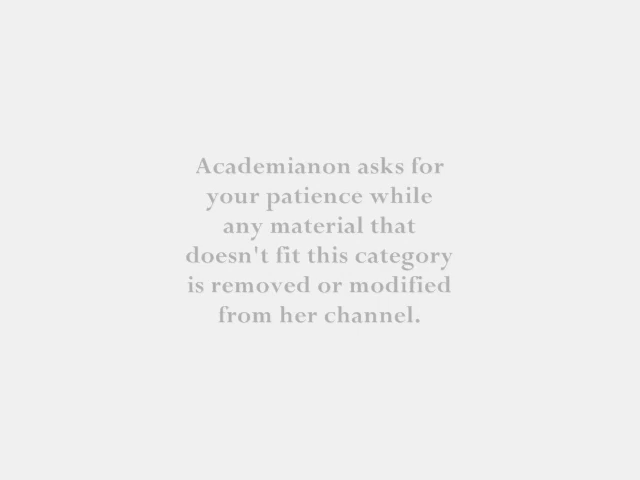 Academianon asks for
your patience while
any material that
doesn't fit this category
is removed or modified
from her channel.